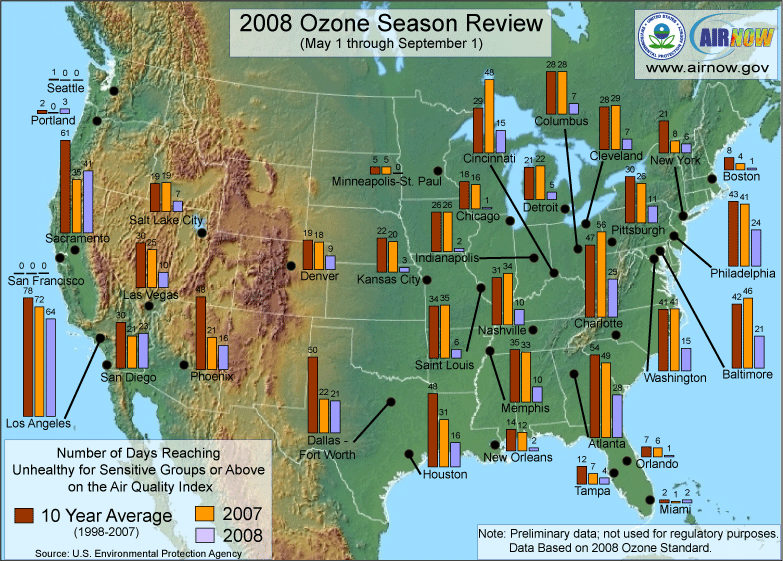 2008 Ozone Season Review
(May 1 through September 1)
UNITED STATES
ENVIRONMENTAL PROTECTION AGENCY
AIRNOW
www.airnow.gov
1 0 0
Seattle
2 0 3
Portland
61 35 41
Sacramento
0 0 0
San Francisco
78 72 64
Los Angeles
19 19 7
Salt Lake City
30 25 10
Las Vegas
30 21 23
San Diego
48 21 16
Phoenix
19 18 9
Denver
5 5 0
Minneapolis-St. Paul
18 16 1
Chicago
26 26 2
Indianapolis
22 20 3
Kansas City
29 48 15
Cincinnati
28 28 7
Columbus
28 29 7
Cleveland
21 22 5
Detroit
21 8 6
New York
8 4 1
Boston
30 26 11
Pittsburgh
43 41 24
Philadelphia
47 56 29
Charlotte
31 34 10
Nashville
34 35 6
Saint Louis
35 33 10
Memphis
41 41 15
Washington
42 46 21
Baltimore
54 49 28
Atlanta
50 22 21
Dallas -
Fort Worth
48 31 16
Houston
14 12 2
New Orleans
12 7 4
Tampa
7 6 1
Orlando
2 1 2
Miami
Number of Days Reaching
Unhealthy for Sensitive Groups or Above
on the Air Quality Index
10 Year Average
(1998-2007)
2007
2008
Source: U.S. Environmental Protection Agency
Note: Preliminary data; not used for regulatory purposes.
Data Based on 2008 Ozone Standard.